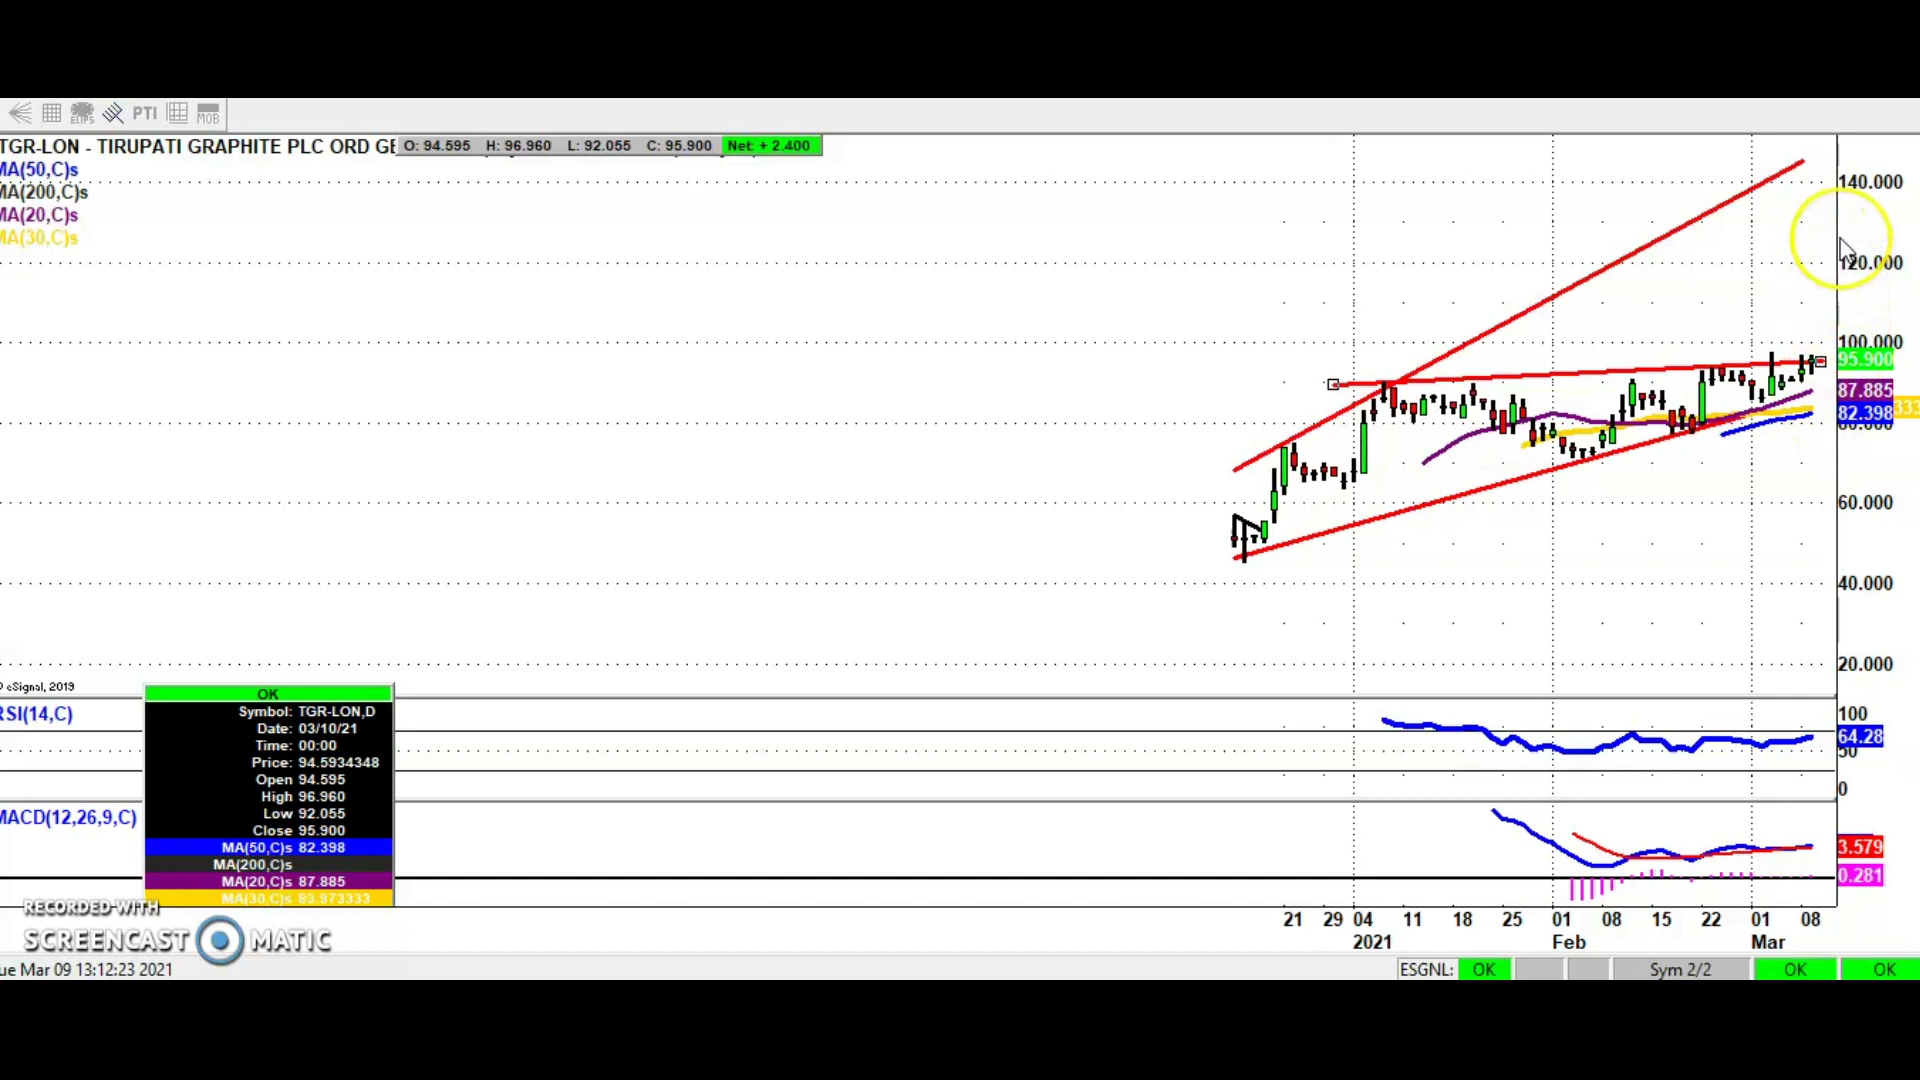 ELIPS PTI MOB
TGR-LON - TIRUPATI GRAPHITE PLC ORD GE O: 94.595 H: 96.960 L: 92.055 C: 95.900 Net: + 2.400
MA(50,C)s
MA(200,C)s
MA(20,C)s
MA(30,C)s
140.000
120.000
100.000
95.900
87.885
82.398
80.000
60.000
40.000
20.000
© eSignal, 2019
RSI(14,C)
100
64.28
50
0
MACD(12,26,9,C)
3.579
0.281
OK
Symbol: TGR-LON,D
Date: 03/10/21
Time: 00:00
Price: 94.5934348
Open 94.595
High 96.960
Low 92.055
Close 95.900
MA(50,C)s 82.398
MA(200,C)s
MA(20,C)s 87.885
MA(30,C)s 83.973333
21 29 04 11 18 25 01 08 15 22 01 08
2021 Feb Mar
RECORDED WITH
SCREENCAST MATIC
ue Mar 09 13:12:23 2021
ESGNL: OK Sym 2/2 OK OK